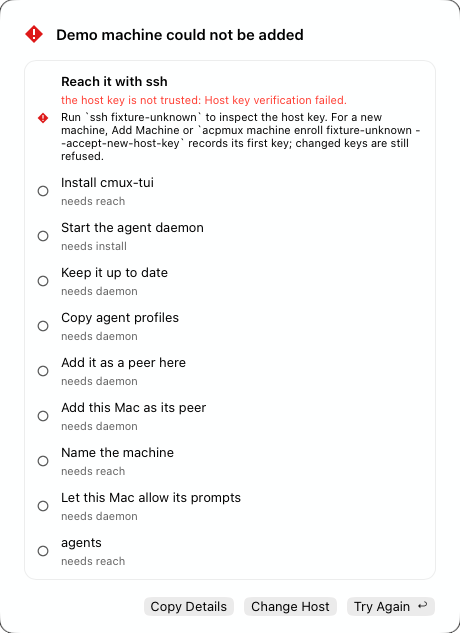 Demo machine could not be added
Reach it with ssh
the host key is not trusted: Host key verification failed.
Run `ssh fixture-unknown` to inspect the host key. For a new
machine, Add Machine or `acpmux machine enroll fixture-unknown -
-accept-new-host-key` records its first key; changed keys are still
refused.
Install cmux-tui
needs reach
Start the agent daemon
needs install
Keep it up to date
needs daemon
Copy agent profiles
needs daemon
Add it as a peer here
needs daemon
Add this Mac as its peer
needs daemon
Name the machine
needs reach
Let this Mac allow its prompts
needs daemon
agents
needs reach
Copy Details
Change Host
Try Again